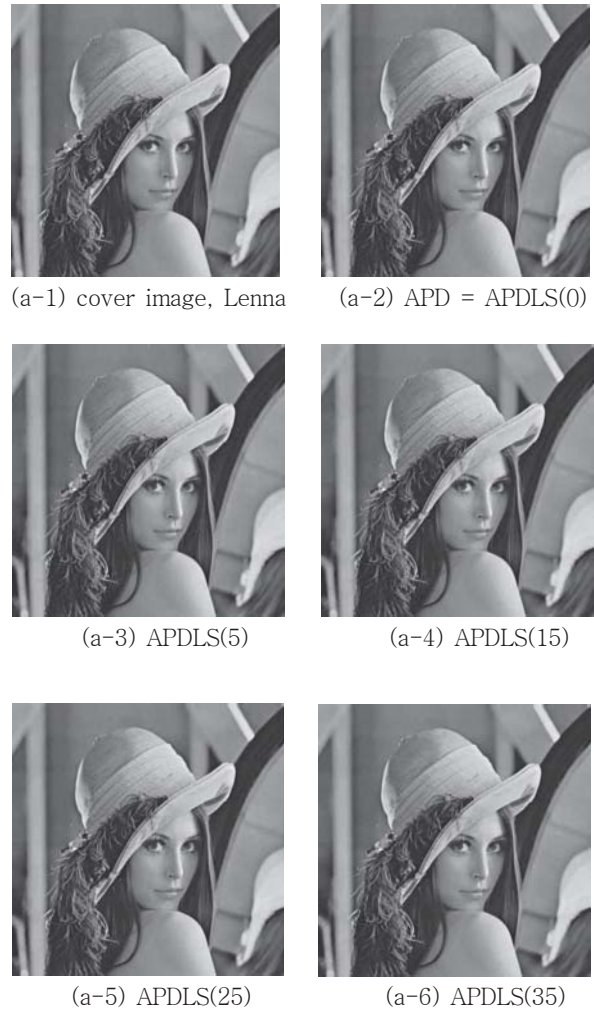 (a-1) cover image, Lenna
(a-2) APD = APDLS(0)
(a-3) APDLS(5)
(a-4) APDLS(15)
(a-5) APDLS(25)
(a-6) APDLS(35)